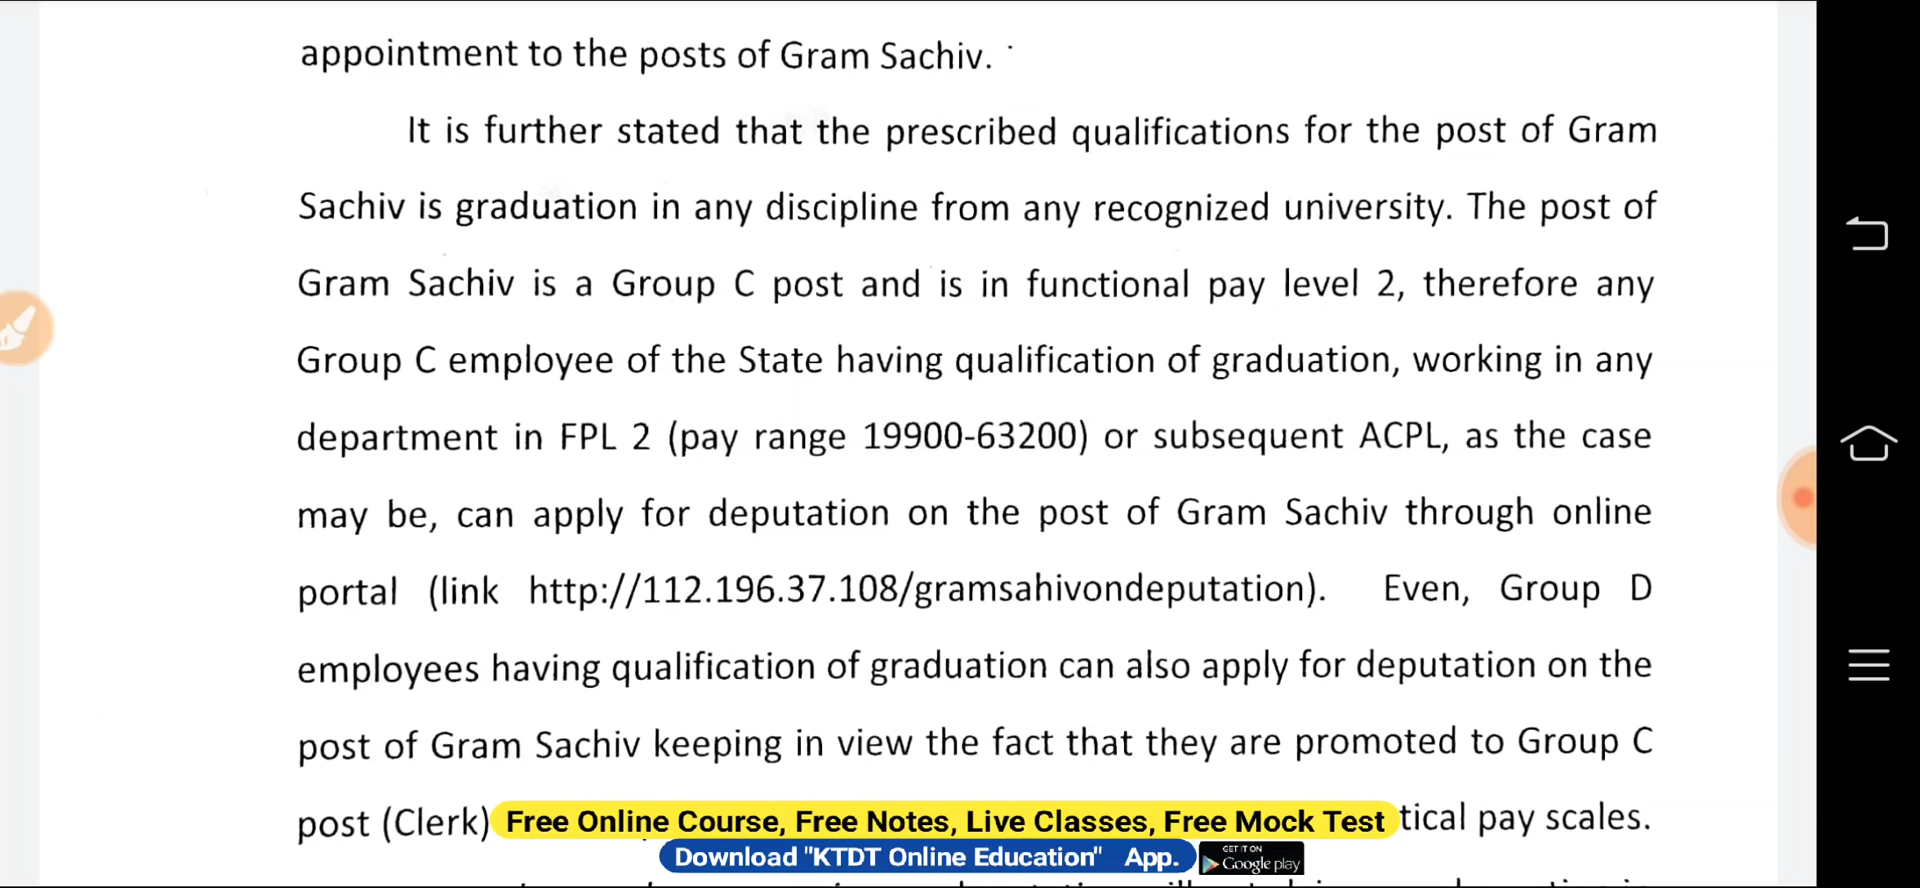 appointment to the posts of Gram Sachiv.
It is further stated that the prescribed qualifications for the post of Gram
Sachiv is graduation in any discipline from any recognized university. The post of
Gram Sachiv is a Group C post and is in functional pay level 2, therefore any
Group C employee of the State having qualification of graduation, working in any
department in FPL 2 (pay range 19900-63200) or subsequent ACPL, as the case
may be, can apply for deputation on the post of Gram Sachiv through online
portal (link http://112.196.37.108/gramsahivondeputation). Even, Group D
employees having qualification of graduation can also apply for deputation on the
post of Gram Sachiv keeping in view the fact that they are promoted to Group C
post (Clerk) tical pay scales.
Free Online Course, Free Notes, Live Classes, Free Mock Test
Download "KTDT Online Education" App.
GET IT ON
Google play